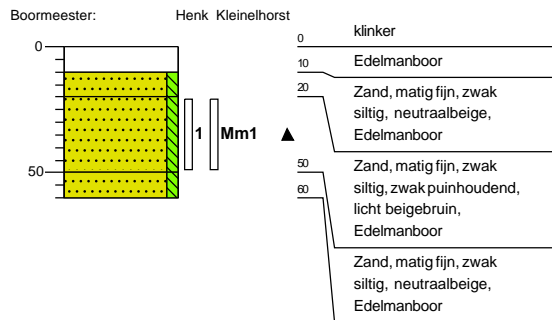 Boormeester: Henk Kleinelhorst
0
50
1
Mm1
0
klinker
10
Edelmanboor
20
Zand, matig fijn, zwak
siltig, neutraalbeige,
Edelmanboor
50
Zand, matig fijn, zwak
siltig, zwak puinhoudend,
licht beigebruin,
Edelmanboor
60
Zand, matig fijn, zwak
siltig, neutraalbeige,
Edelmanboor